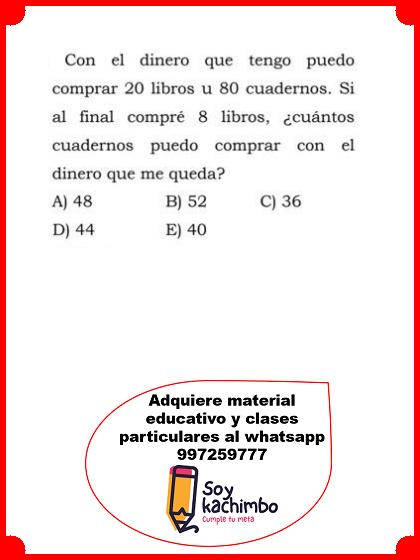 Con el dinero que tengo puedo
comprar 20 libros u 80 cuadernos. Si
al final compré 8 libros, ¿cuántos
cuadernos puedo comprar con el
dinero que me queda?
A) 48 B) 52 C) 36
D) 44 E) 40
Adquiere material
educativo y clases
particulares al whatsapp
997259777
Soy
kachimbo
Cumple tu meta